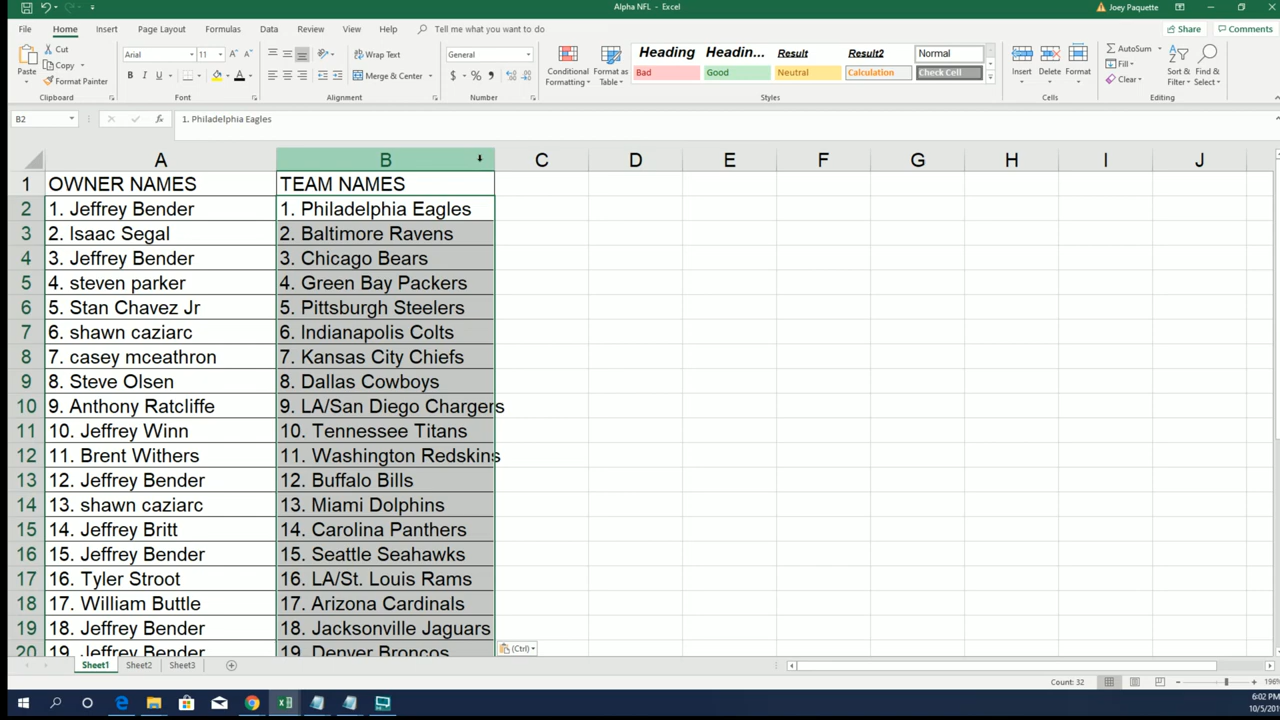 Alpha NFL - Excel
Joey Paquette
File Home Insert Page Layout Formulas Data Review View Help Tell me what you want to do Share Comments
Paste Cut Copy Format Painter
Arial 11 B I U A
Wrap Text Merge & Center
General $ % ,
Conditional Formatting Format as Table
Heading Headin... Result Result2 Normal
Bad Good Neutral Calculation Check Cell
Insert Delete Format
AutoSum Fill Clear Sort & Filter Find & Select
Clipboard Font Alignment Number Styles Cells Editing
B2 fx 1. Philadelphia Eagles
A B C D E F G H I J
1 OWNER NAMES TEAM NAMES
2 1. Jeffrey Bender 1. Philadelphia Eagles
3 2. Isaac Segal 2. Baltimore Ravens
4 3. Jeffrey Bender 3. Chicago Bears
5 4. steven parker 4. Green Bay Packers
6 5. Stan Chavez Jr 5. Pittsburgh Steelers
7 6. shawn caziarc 6. Indianapolis Colts
8 7. casey mceathron 7. Kansas City Chiefs
9 8. Steve Olsen 8. Dallas Cowboys
10 9. Anthony Ratcliffe 9. LA/San Diego Chargers
11 10. Jeffrey Winn 10. Tennessee Titans
12 11. Brent Withers 11. Washington Redskins
13 12. Jeffrey Bender 12. Buffalo Bills
14 13. shawn caziarc 13. Miami Dolphins
15 14. Jeffrey Britt 14. Carolina Panthers
16 15. Jeffrey Bender 15. Seattle Seahawks
17 16. Tyler Stroot 16. LA/St. Louis Rams
18 17. William Buttle 17. Arizona Cardinals
19 18. Jeffrey Bender 18. Jacksonville Jaguars
20 19. Jeffrey Bender 19. Denver Broncos
(Ctrl)
Sheet1 Sheet2 Sheet3
Count: 32 196%
6:02 PM
10/5/201